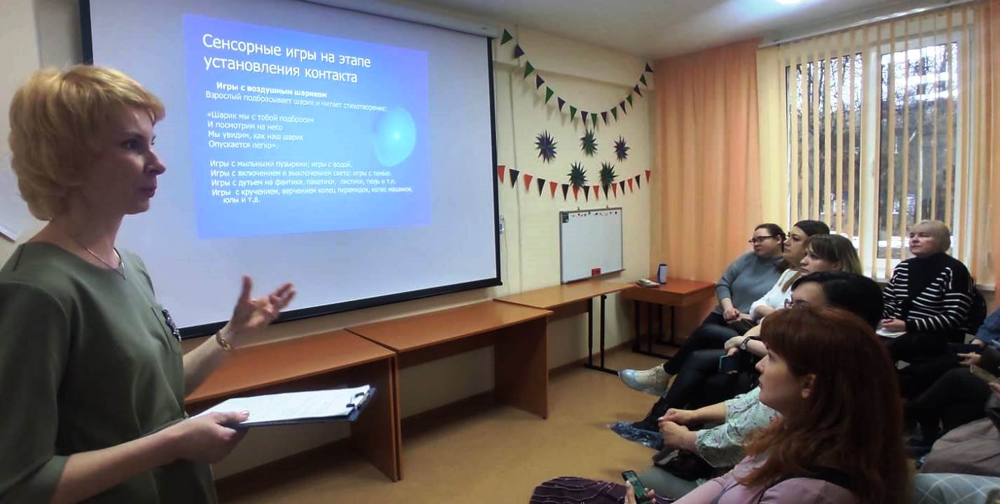 Сенсорные игры на этапе
установления контакта
Игры с воздушным шариком
Взрослый подбрасывает шарик и читает стихотворение:
«Шарик мы с тобой подбросим
И посмотрим на него
Мы увидим, как наш шарик
Опускается легко».
Игры с мыльными пузырями; игры с водой.
Игры с включением и выключением света; игры с тенью.
Игры с дутьем на фантики, пакетики, листики, тюль и т.п.
Игры с кручением, верчением колец пирамидок, колес машинок,
юлы и т.д.